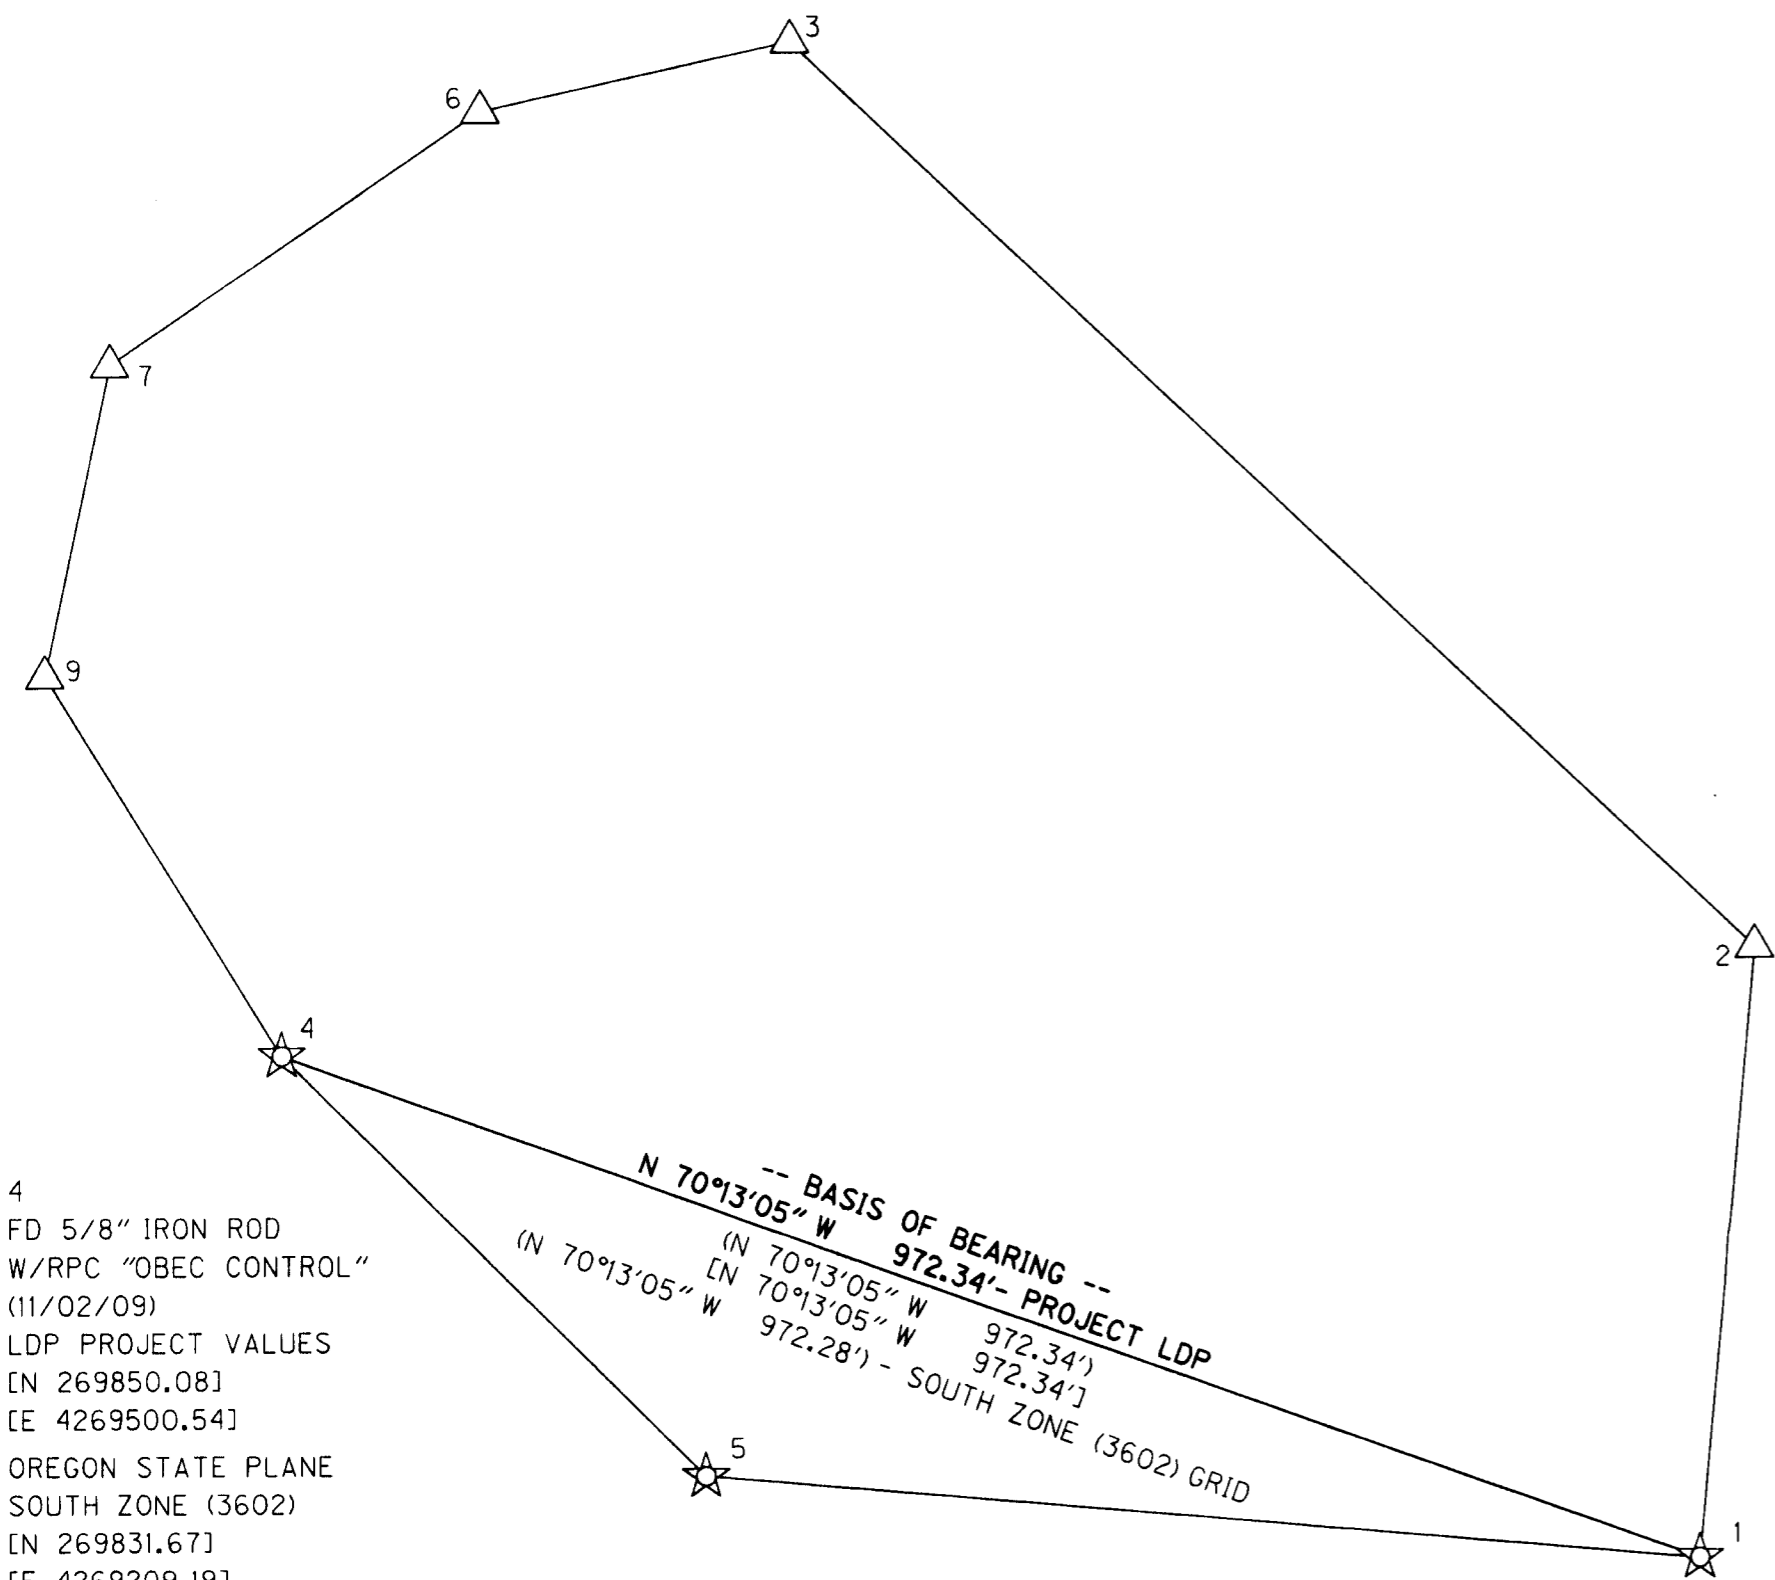 3
6
7
9
2
4
-- BASIS OF BEARING --
N 70°13'05" W 972.34'- PROJECT LDP
(N 70°13'05" W 972.34')
[N 70°13'05" W 972.34']
(N 70°13'05" W 972.28') - SOUTH ZONE (3602) GRID
5
1
4
FD 5/8" IRON ROD
W/RPC "OBEC CONTROL"
(11/02/09)
LDP PROJECT VALUES
[N 269850.08]
[E 4269500.54]
OREGON STATE PLANE
SOUTH ZONE (3602)
[N 269831.67]